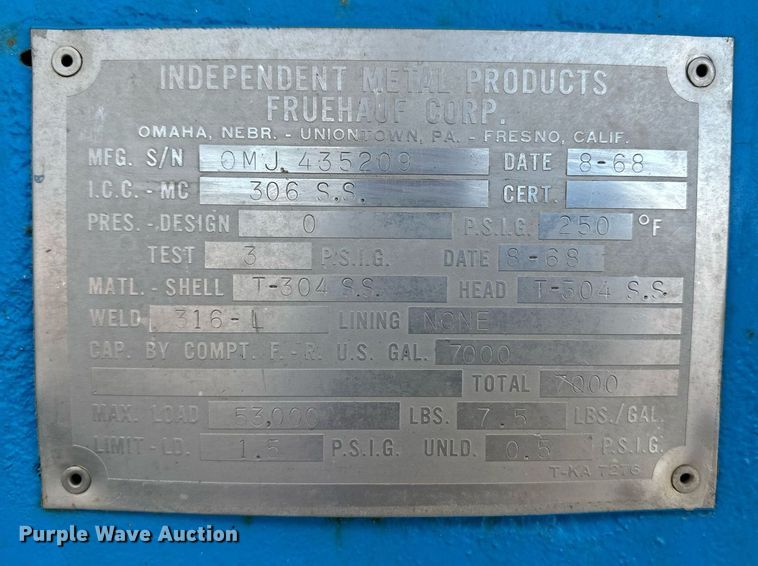 INDEPENDENT METAL PRODUCTS
FRUEHAUF CORP.
OMAHA, NEBR. - UNIONTOWN, PA. - FRESNO, CALIF.
MFG. S/N OMJ 435209 DATE 8-68
I.C.C. - MC 306 S.S. CERT.
PRES. - DESIGN 0 P.S.I.G. 250 °F
TEST 3 P.S.I.G. DATE 8-68
MATL. - SHELL T-304 S.S. HEAD T-304 S.S
WELD 316-L LINING NONE
CAP. BY COMPT. F. - R. U.S. GAL. 7000
TOTAL 7000
MAX. LOAD 53,000 LBS. 7.5 LBS./GAL.
LIMIT - LD. 1.5 P.S.I.G. UNLD. 0.5 P.S.I.G.
T-KA 7276
Purple Wave Auction